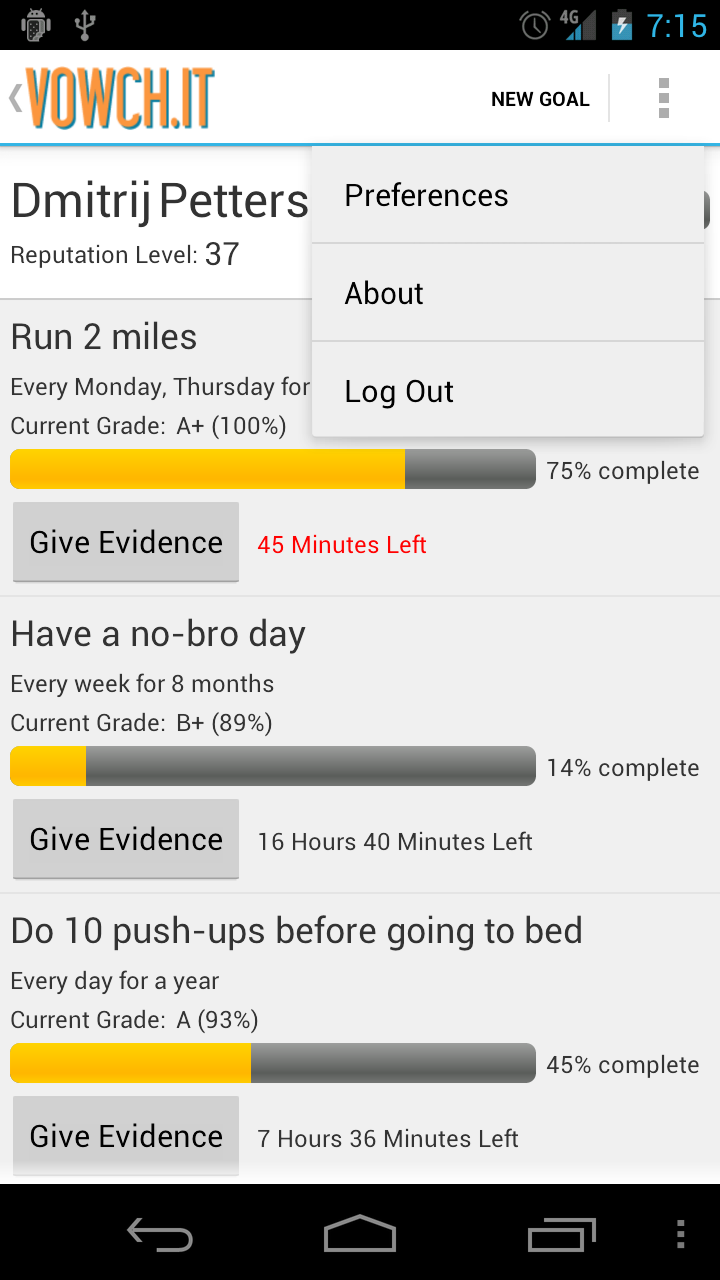 4G 7:15
VOWCH.IT NEW GOAL
Preferences
About
Log Out
Dmitrij Petters
Reputation Level: 37
Run 2 miles
Every Monday, Thursday for
Current Grade: A+ (100%)
75% complete
Give Evidence 45 Minutes Left
Have a no-bro day
Every week for 8 months
Current Grade: B+ (89%)
14% complete
Give Evidence 16 Hours 40 Minutes Left
Do 10 push-ups before going to bed
Every day for a year
Current Grade: A (93%)
45% complete
Give Evidence 7 Hours 36 Minutes Left